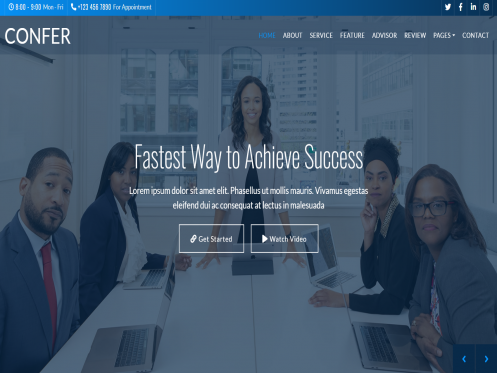 8:00 - 9:00 Mon - Fri +123 456 7890 For Appointment
CONFER
HOME ABOUT SERVICE FEATURE ADVISOR REVIEW PAGES CONTACT
Fastest Way to Achieve Success
Lorem ipsum dolor sit amet elit. Phasellus ut mollis mauris. Vivamus egestas
eleifend dui ac consequat at lectus in malesuada
Get Started Watch Video